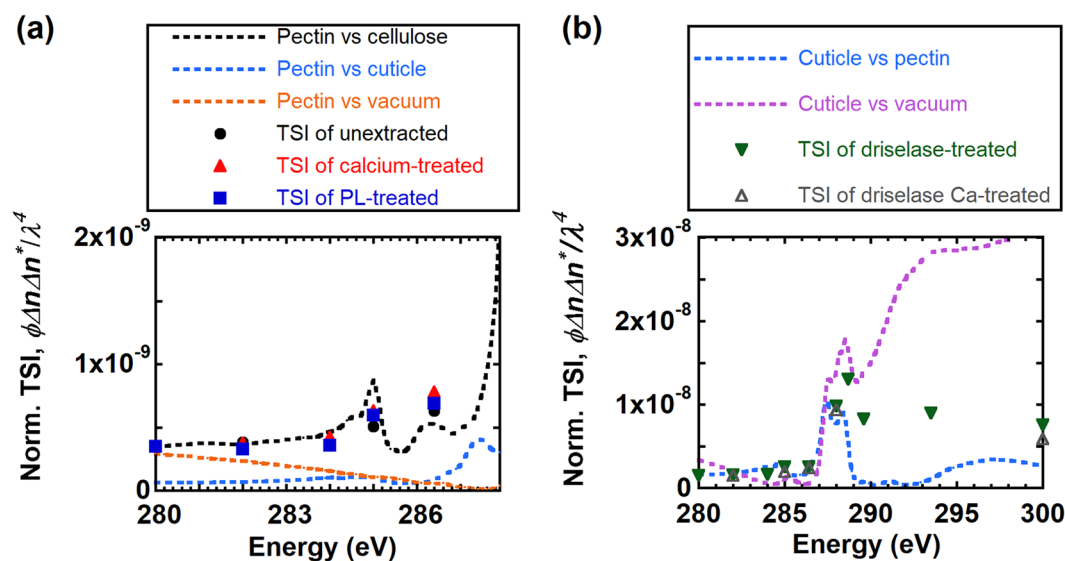 (a)
Pectin vs cellulose
Pectin vs cuticle
Pectin vs vacuum
TSI of unextracted
TSI of calcium-treated
TSI of PL-treated
Norm. TSI, ϕΔnΔn*/λ⁴
2x10⁻⁹
1x10⁻⁹
0
280 283 286
Energy (eV)
(b)
Cuticle vs pectin
Cuticle vs vacuum
TSI of driselase-treated
TSI of driselase Ca-treated
Norm. TSI, ϕΔnΔn*/λ⁴
3x10⁻⁸
2x10⁻⁸
1x10⁻⁸
0
280 285 290 295 300
Energy (eV)